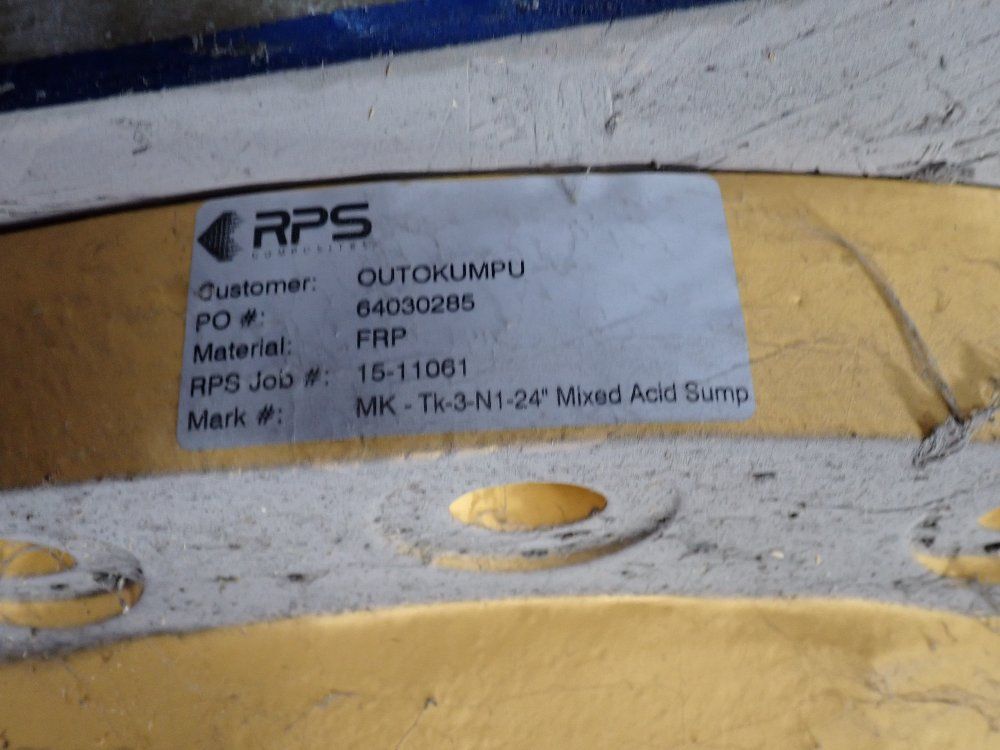 RPS
COMPOSITES
Customer: OUTOKUMPU
PO #: 64030285
Material: FRP
RPS Job #: 15-11061
Mark #: MK - Tk-3-N1-24" Mixed Acid Sump